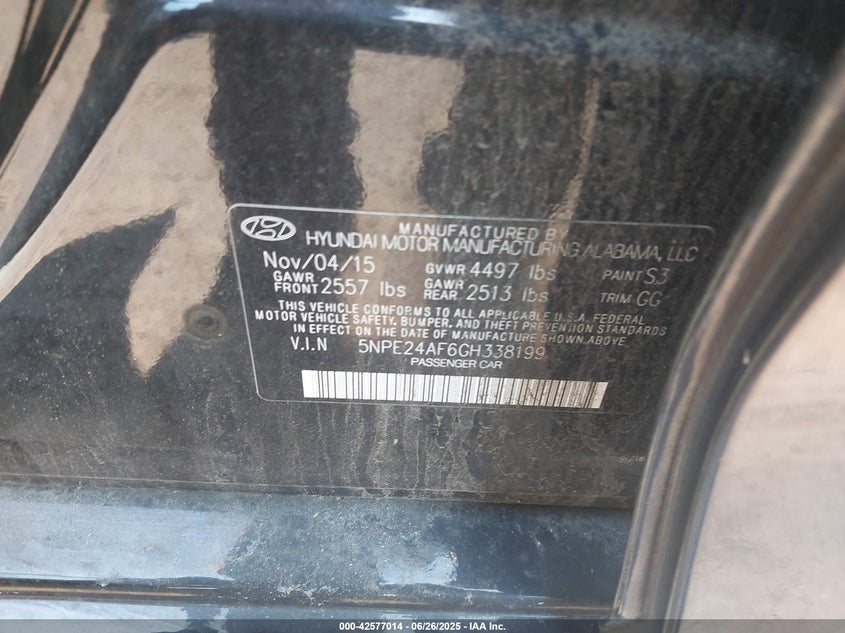 MANUFACTURED BY
HYUNDAI MOTOR MANUFACTURING ALABAMA, LLC
Nov/04/15 GVWR 4497 lbs PAINT S3
GAWR FRONT 2557 lbs GAWR REAR 2513 lbs TRIM GG
THIS VEHICLE CONFORMS TO ALL APPLICABLE U.S.A. FEDERAL
MOTOR VEHICLE SAFETY, BUMPER, AND THEFT PREVENTION STANDARDS
IN EFFECT ON THE DATE OF MANUFACTURE SHOWN ABOVE.
V.I.N 5NPE24AF6GH338199
PASSENGER CAR
000-42577014 - 06/26/2025 - IAA Inc.